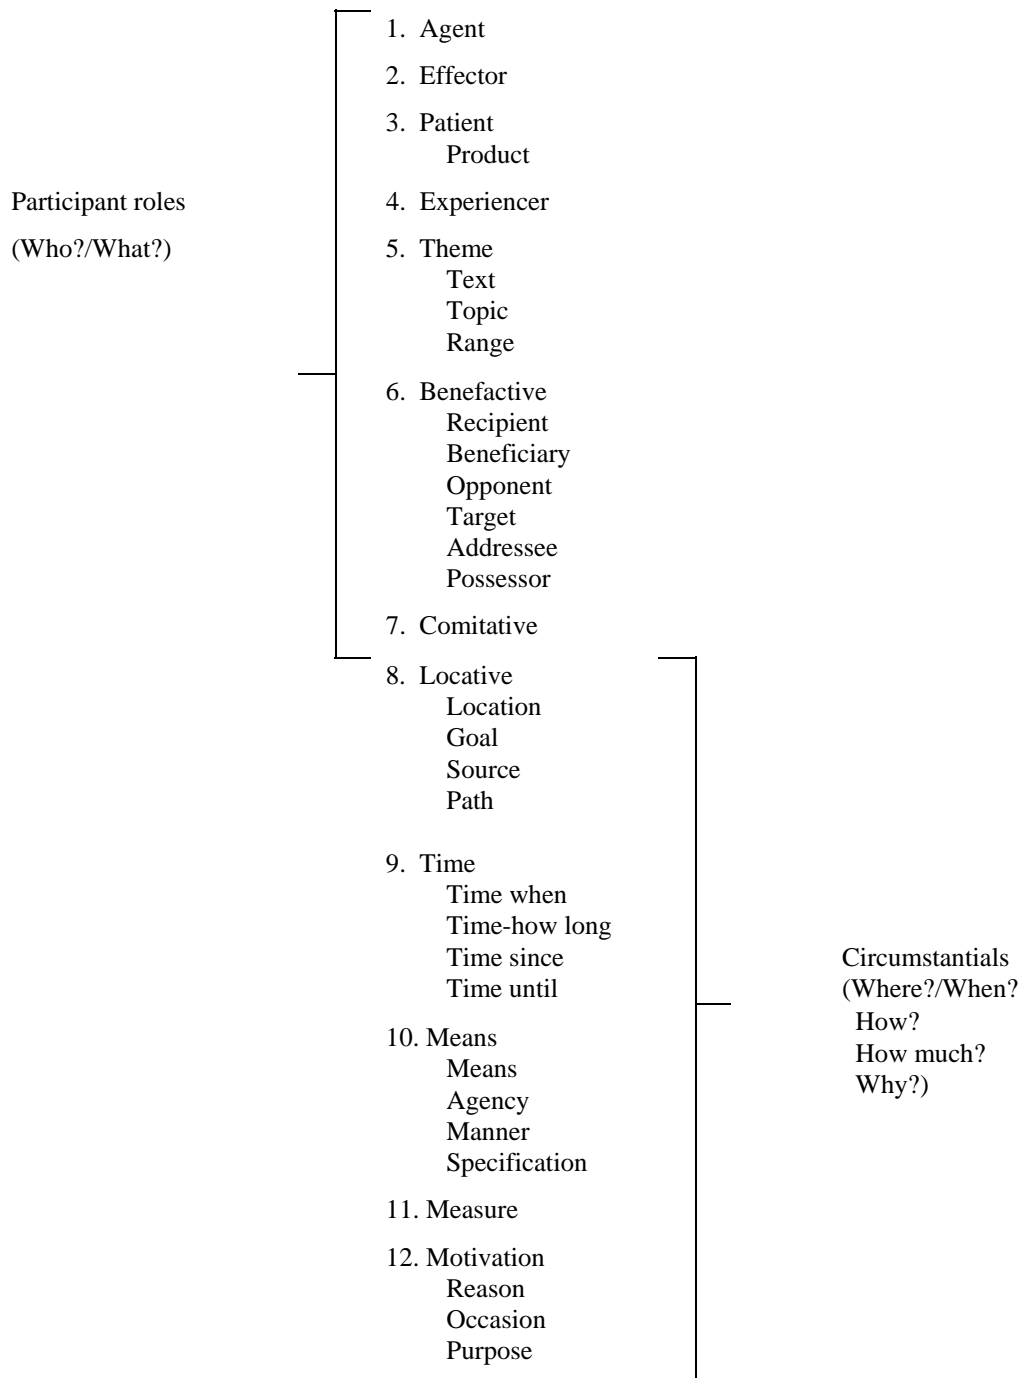 1. Agent
2. Effector
3. Patient
Product
Participant roles
4. Experiencer
(Who?/What?)
5. Theme
Text
Topic
Range
6. Benefactive
Recipient
Beneficiary
Opponent
Target
Addressee
Possessor
7. Comitative
8. Locative
Location
Goal
Source
Path
9. Time
Time when
Time-how long
Time since
Time until
Circumstantials
(Where?/When?
How?
How much?
Why?)
10. Means
Means
Agency
Manner
Specification
11. Measure
12. Motivation
Reason
Occasion
Purpose